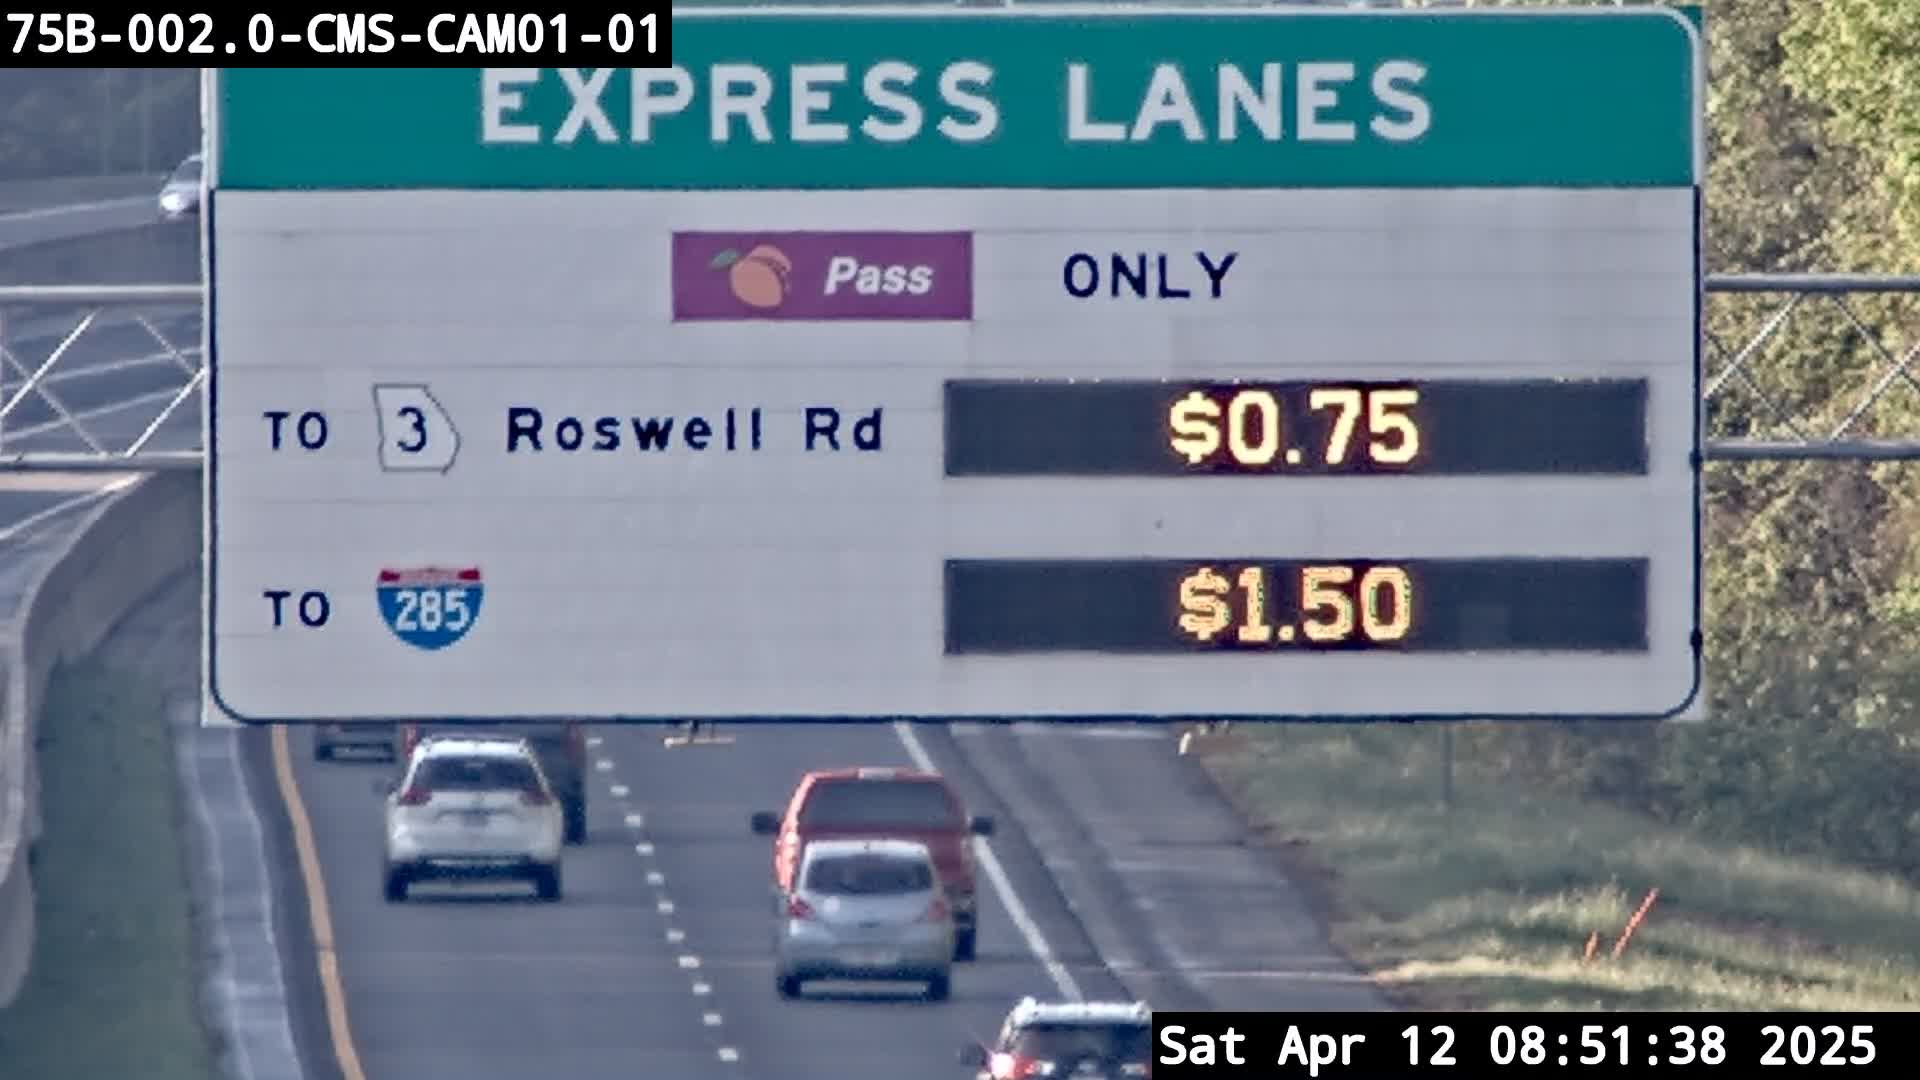 75B-002.0-CMS-CAM01-01
EXPRESS LANES
Pass ONLY
TO 3 Roswell Rd $0.75
TO 285 $1.50
Sat Apr 12 08:51:38 2025